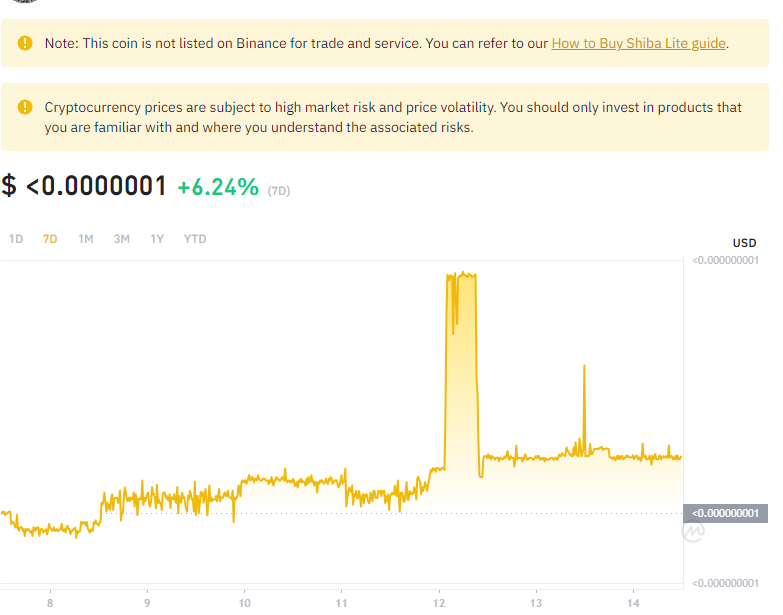 Note: This coin is not listed on Binance for trade and service. You can refer to our How to Buy Shiba Lite guide.
Cryptocurrency prices are subject to high market risk and price volatility. You should only invest in products that
you are familiar with and where you understand the associated risks.
$ <0.0000001 +6.24% (7D)
1D 7D 1M 3M 1Y YTD
USD
<0.000000001
<0.000000001
<0.000000001
8 9 10 11 12 13 14